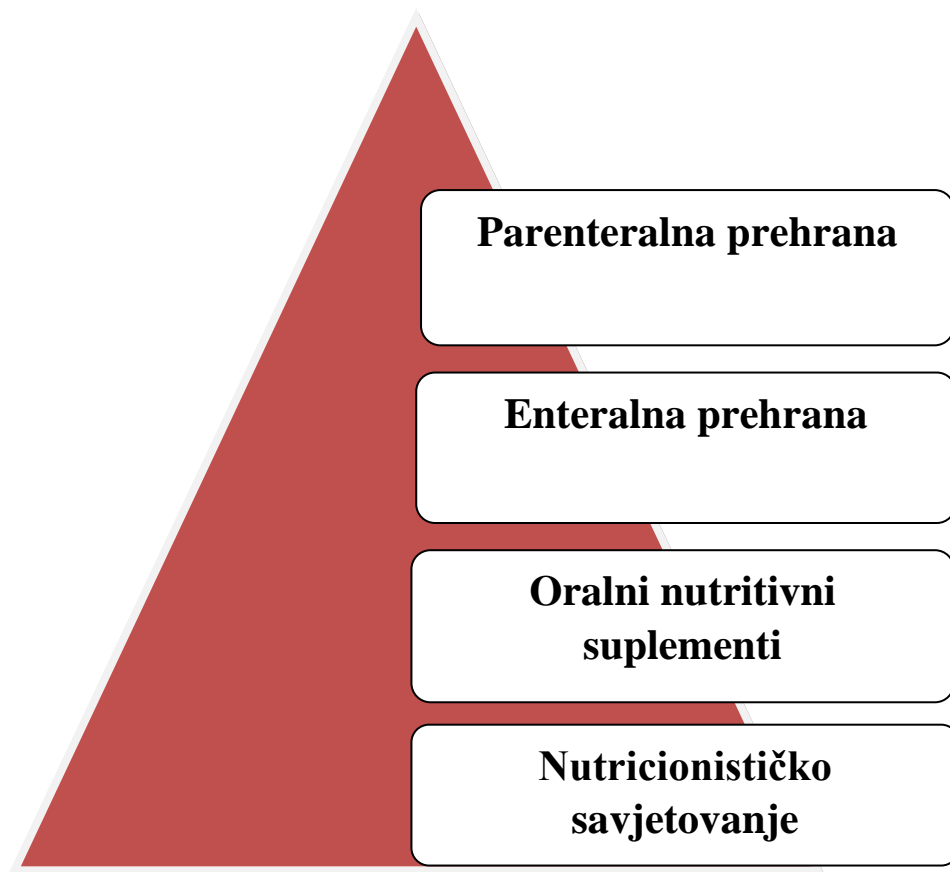 Parenteralna prehrana
Enteralna prehrana
Oralni nutritivni
suplementi
Nutricionističko
savjetovanje